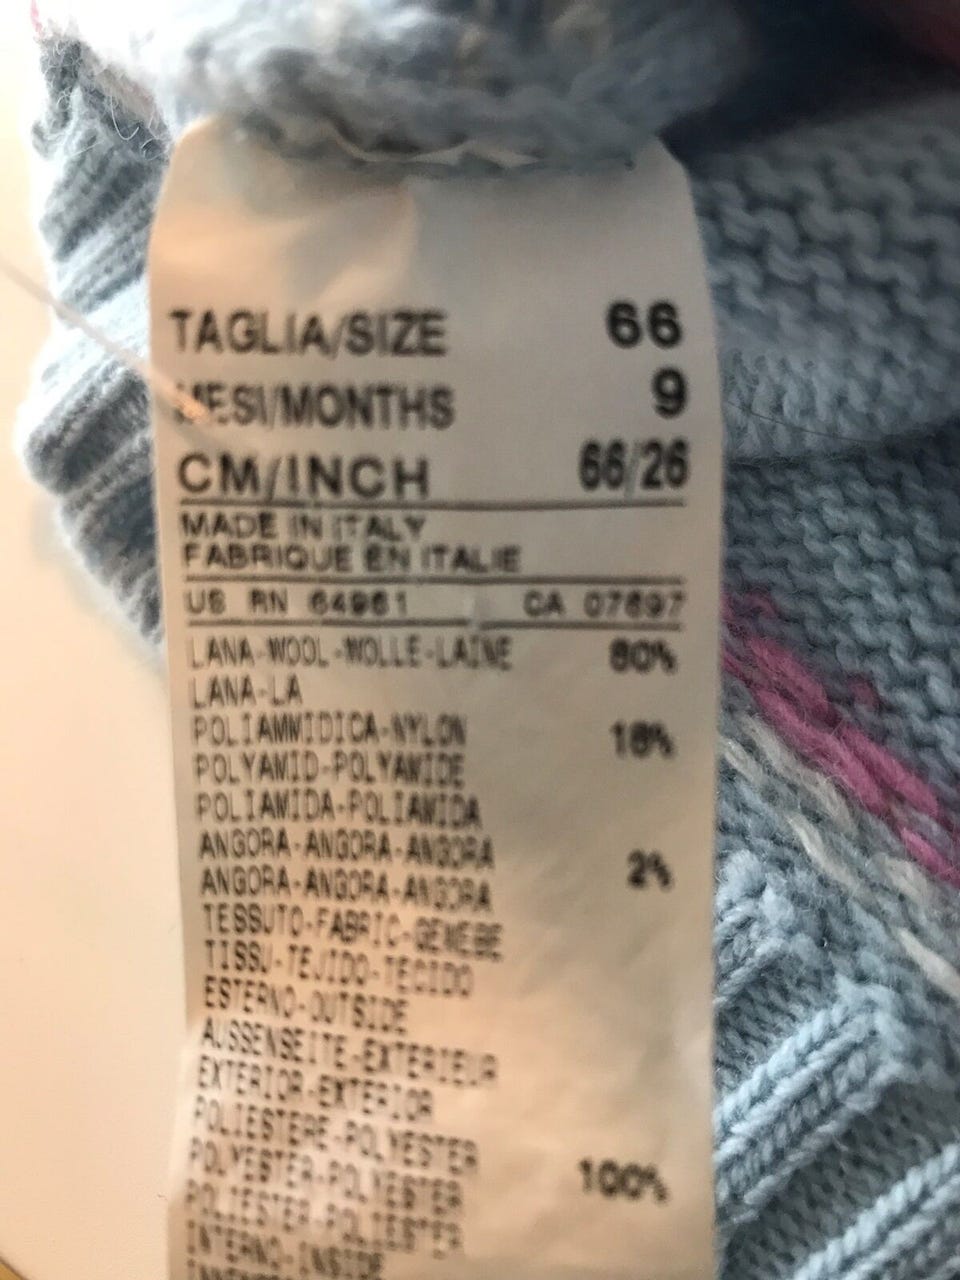 TAGLIA/SIZE 66
MESI/MONTHS 9
CM/INCH 66/26
MADE IN ITALY
FABRIQUE EN ITALIE
US RN 64961 CA 07697
LANA-WOOL-WOLLE-LAINE 80%
LANA-LA
POLIAMMIDICA-NYLON 18%
POLYAMID-POLYAMIDE
POLIAMIDA-POLIAMIDA
ANGORA-ANGORA-ANGORA 2%
ANGORA-ANGORA-ANGORA
TESSUTO-FABRIC-GEWEBE
TISSU-TEJIDO-TECIDO
ESTERNO-OUTSIDE
AUSSENSEITE-EXTERIEUR
EXTERIOR-EXTERIOR
POLIESTERE-POLYESTER 100%
POLYESTER-POLYESTER
POLIESTER-POLIESTER
INTERNO-INSIDE